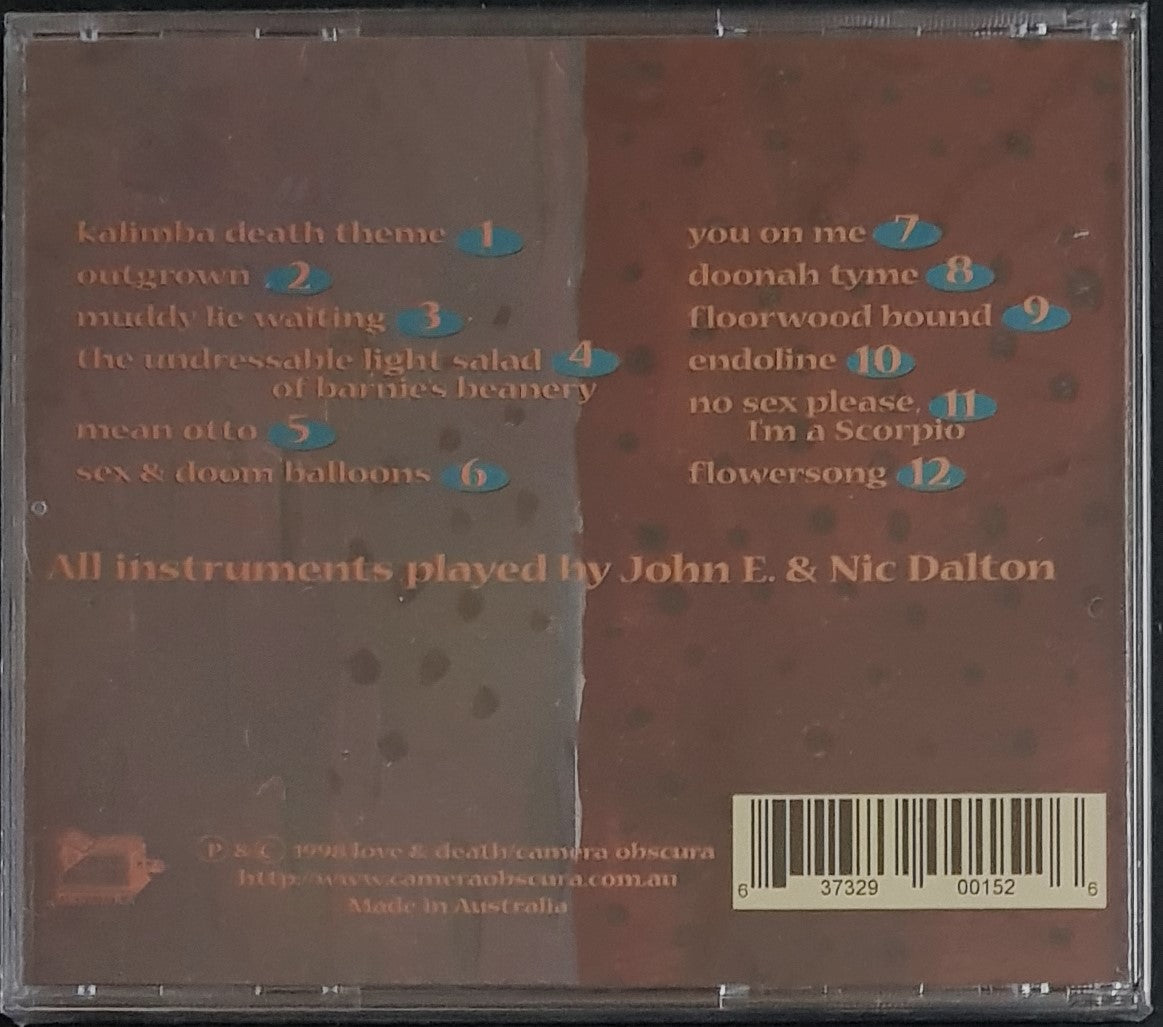 kalimba death theme 1
outgrown 2
muddy lie waiting 3
the undressable light salad 4
of barnie's beanery
mean otto 5
sex & doom balloons 6
you on me 7
doonah tyme 8
floorwood bound 9
endoline 10
no sex please, 11
I'm a Scorpio
flowersong 12
All instruments played by John E. & Nic Dalton
Ⓟ & Ⓒ 1998 love & death/camera obscura
http://www.cameraobscura.com.au
Made in Australia
6 37329 00152 6